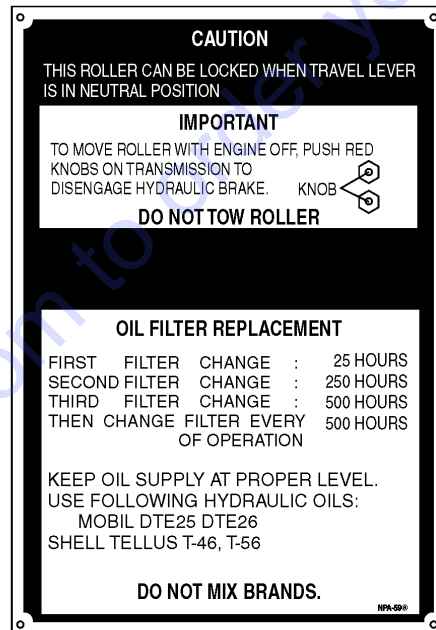 CAUTION
THIS ROLLER CAN BE LOCKED WHEN TRAVEL LEVER
IS IN NEUTRAL POSITION
IMPORTANT
TO MOVE ROLLER WITH ENGINE OFF, PUSH RED
KNOBS ON TRANSMISSION TO
DISENGAGE HYDRAULIC BRAKE. KNOB
DO NOT TOW ROLLER
OIL FILTER REPLACEMENT
FIRST FILTER CHANGE : 25 HOURS
SECOND FILTER CHANGE : 250 HOURS
THIRD FILTER CHANGE : 500 HOURS
THEN CHANGE FILTER EVERY 500 HOURS
OF OPERATION
KEEP OIL SUPPLY AT PROPER LEVEL.
USE FOLLOWING HYDRAULIC OILS:
MOBIL DTE25 DTE26
SHELL TELLUS T-46, T-56
DO NOT MIX BRANDS.
NPA-59®
om to order yo